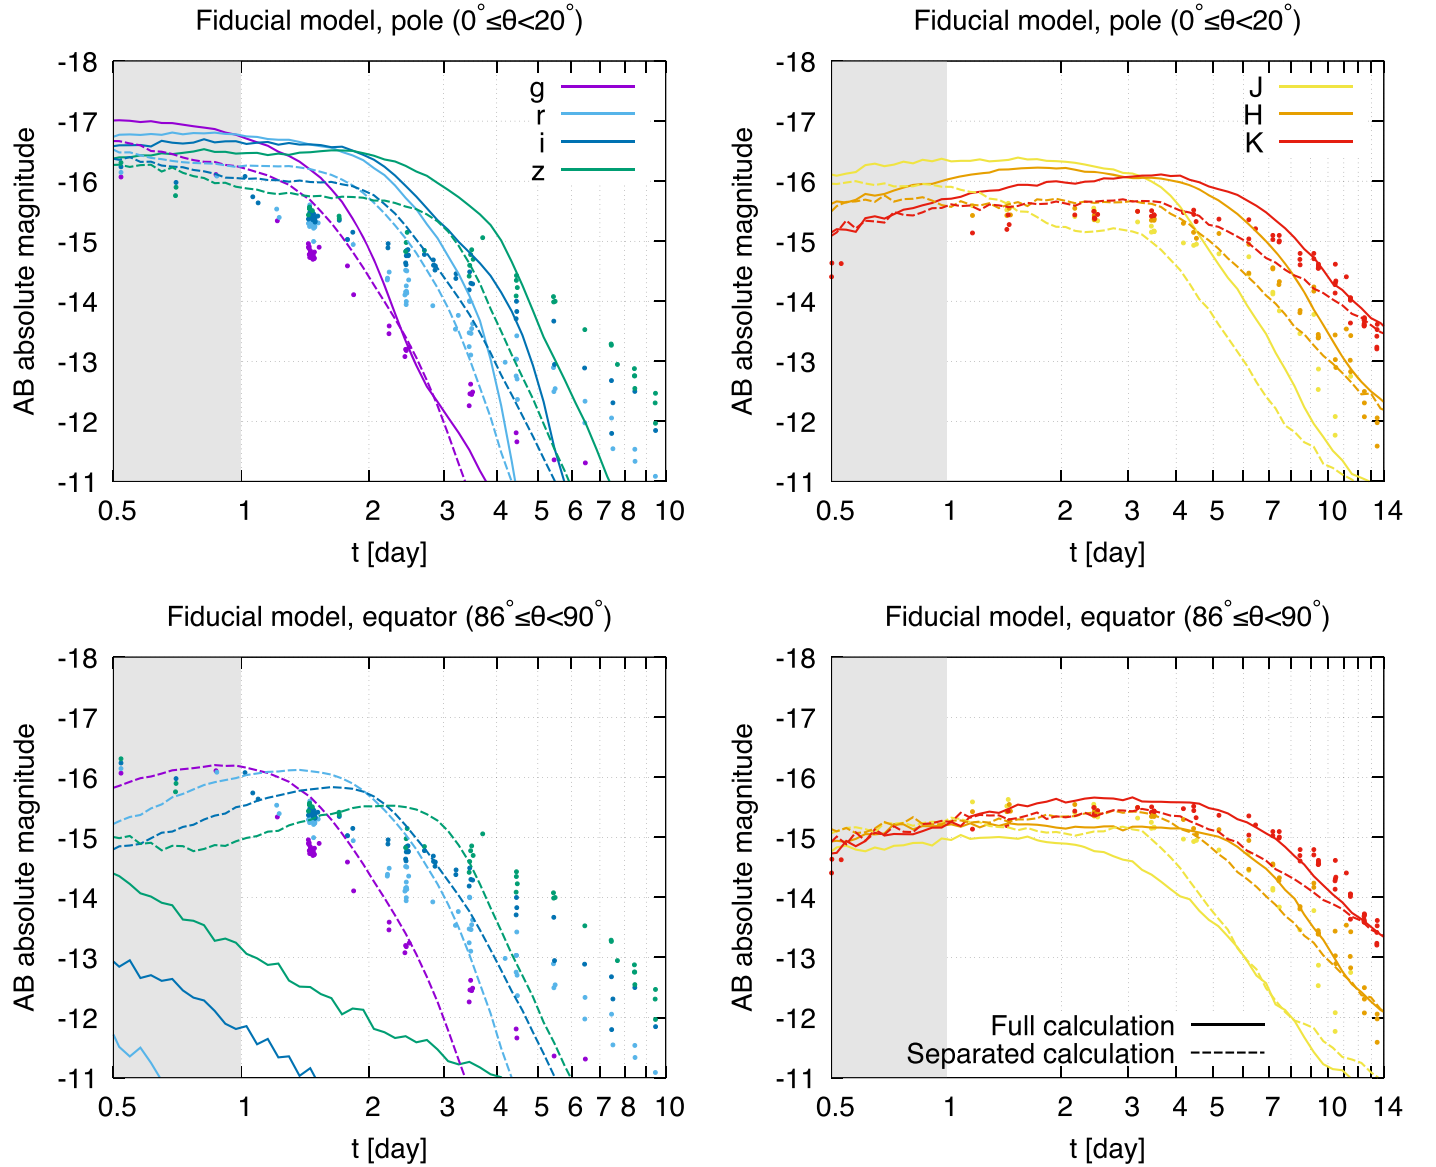 Fiducial model, pole (0°≤θ<20°)
-18
-17
-16
-15
-14
-13
-12
-11
AB absolute magnitude
g
r
i
z
0.5 1 2 3 4 5 6 7 8 10
t [day]
Fiducial model, pole (0°≤θ<20°)
-18
-17
-16
-15
-14
-13
-12
-11
AB absolute magnitude
J
H
K
0.5 1 2 3 4 5 7 10 14
t [day]
Fiducial model, equator (86°≤θ<90°)
-18
-17
-16
-15
-14
-13
-12
-11
AB absolute magnitude
0.5 1 2 3 4 5 6 7 8 10
t [day]
Fiducial model, equator (86°≤θ<90°)
-18
-17
-16
-15
-14
-13
-12
-11
AB absolute magnitude
Full calculation
Separated calculation
0.5 1 2 3 4 5 7 10 14
t [day]